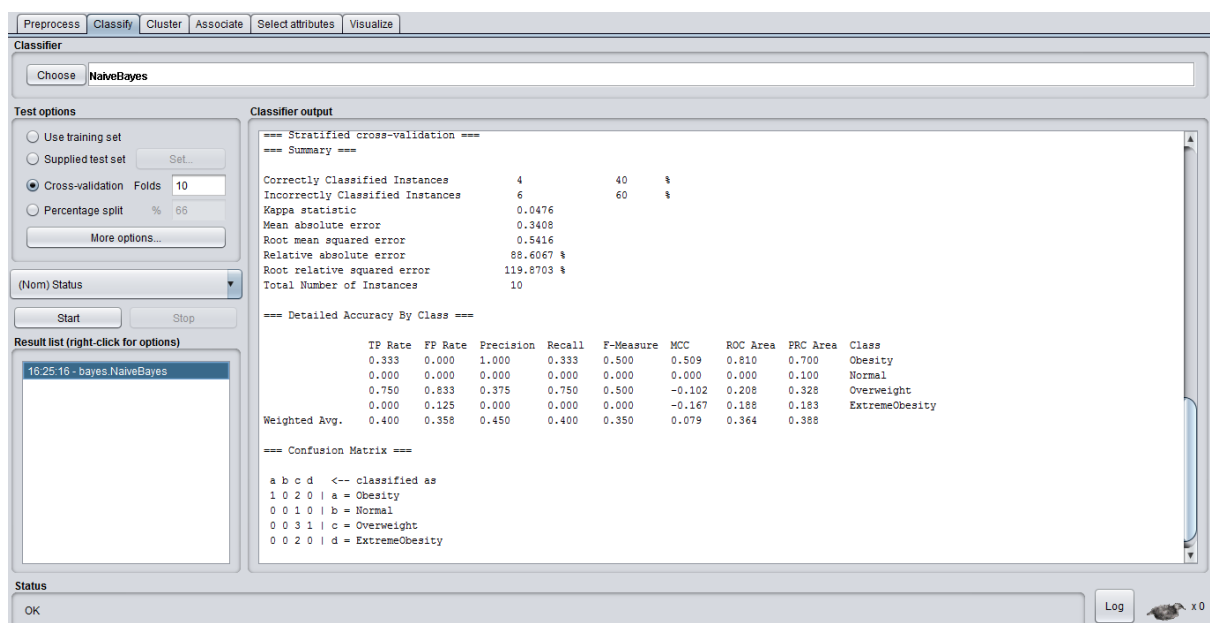 Preprocess Classify Cluster Associate Select attributes Visualize
Classifier
Choose NaiveBayes
Test options
Use training set
Supplied test set Set...
Cross-validation Folds 10
Percentage split % 66
More options...
(Nom) Status
Start Stop
Result list (right-click for options)
16:25:16 - bayes.NaiveBayes
Classifier output
=== Stratified cross-validation ===
=== Summary ===
Correctly Classified Instances 4 40 %
Incorrectly Classified Instances 6 60 %
Kappa statistic 0.0476
Mean absolute error 0.3408
Root mean squared error 0.5416
Relative absolute error 88.6067 %
Root relative squared error 119.8703 %
Total Number of Instances 10
=== Detailed Accuracy By Class ===
TP Rate FP Rate Precision Recall F-Measure MCC ROC Area PRC Area Class
0.333 0.000 1.000 0.333 0.500 0.509 0.810 0.700 Obesity
0.000 0.000 0.000 0.000 0.000 0.000 0.000 0.100 Normal
0.750 0.833 0.375 0.750 0.500 -0.102 0.208 0.328 Overweight
0.000 0.125 0.000 0.000 0.000 -0.167 0.188 0.183 ExtremeObesity
Weighted Avg. 0.400 0.358 0.450 0.400 0.350 0.079 0.364 0.388
=== Confusion Matrix ===
a b c d <-- classified as
1 0 2 0 | a = Obesity
0 0 1 0 | b = Normal
0 0 3 1 | c = Overweight
0 0 2 0 | d = ExtremeObesity
Status
OK
Log x 0